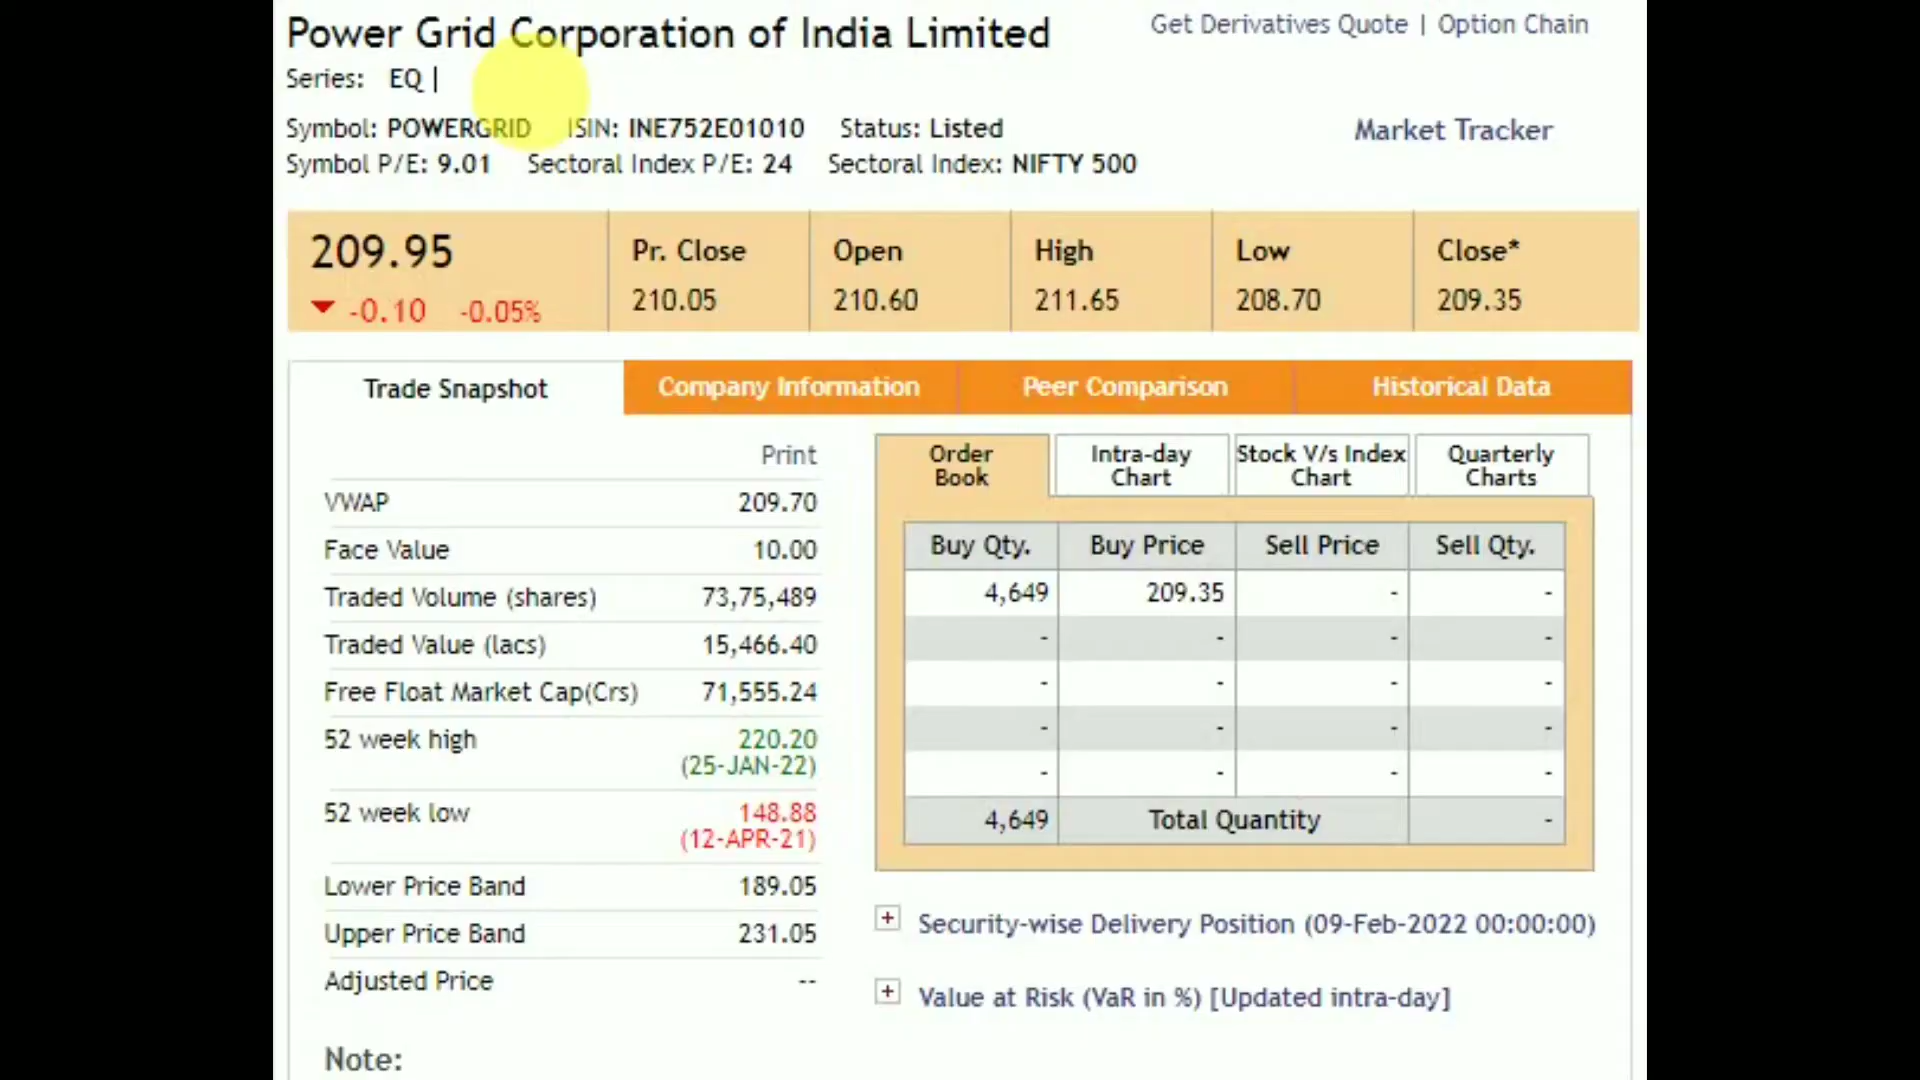 Power Grid Corporation of India Limited
Get Derivatives Quote | Option Chain
Series: EQ |
Symbol: POWERGRID ISIN: INE752E01010 Status: Listed
Market Tracker
Symbol P/E: 9.01 Sectoral Index P/E: 24 Sectoral Index: NIFTY 500
209.95 Pr. Close Open High Low Close*
-0.10 -0.05% 210.05 210.60 211.65 208.70 209.35
Trade Snapshot Company Information Peer Comparison Historical Data
Print
VWAP 209.70
Face Value 10.00
Traded Volume (shares) 73,75,489
Traded Value (lacs) 15,466.40
Free Float Market Cap(Crs) 71,555.24
52 week high 220.20
(25-JAN-22)
52 week low 148.88
(12-APR-21)
Lower Price Band 189.05
Upper Price Band 231.05
Adjusted Price --
Note:
Order Intra-day Stock V/s Index Quarterly
Book Chart Chart Charts
Buy Qty. Buy Price Sell Price Sell Qty.
4,649 209.35 - -
- - - -
- - - -
- - - -
- - - -
4,649 Total Quantity -
+ Security-wise Delivery Position (09-Feb-2022 00:00:00)
+ Value at Risk (VaR in %) [Updated intra-day]